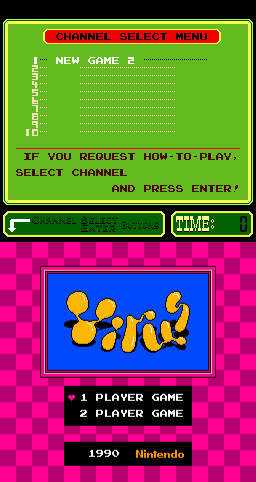 CHANNEL SELECT MENU
1 NEW GAME 2
2
3
4
5
6
7
8
9
10
IF YOU REQUEST HOW-TO-PLAY,
SELECT CHANNEL
AND PRESS ENTER!
CHANNEL SELECT
ENTER BUTTONS
TIME: 0
Virus
1 PLAYER GAME
2 PLAYER GAME
1990 Nintendo